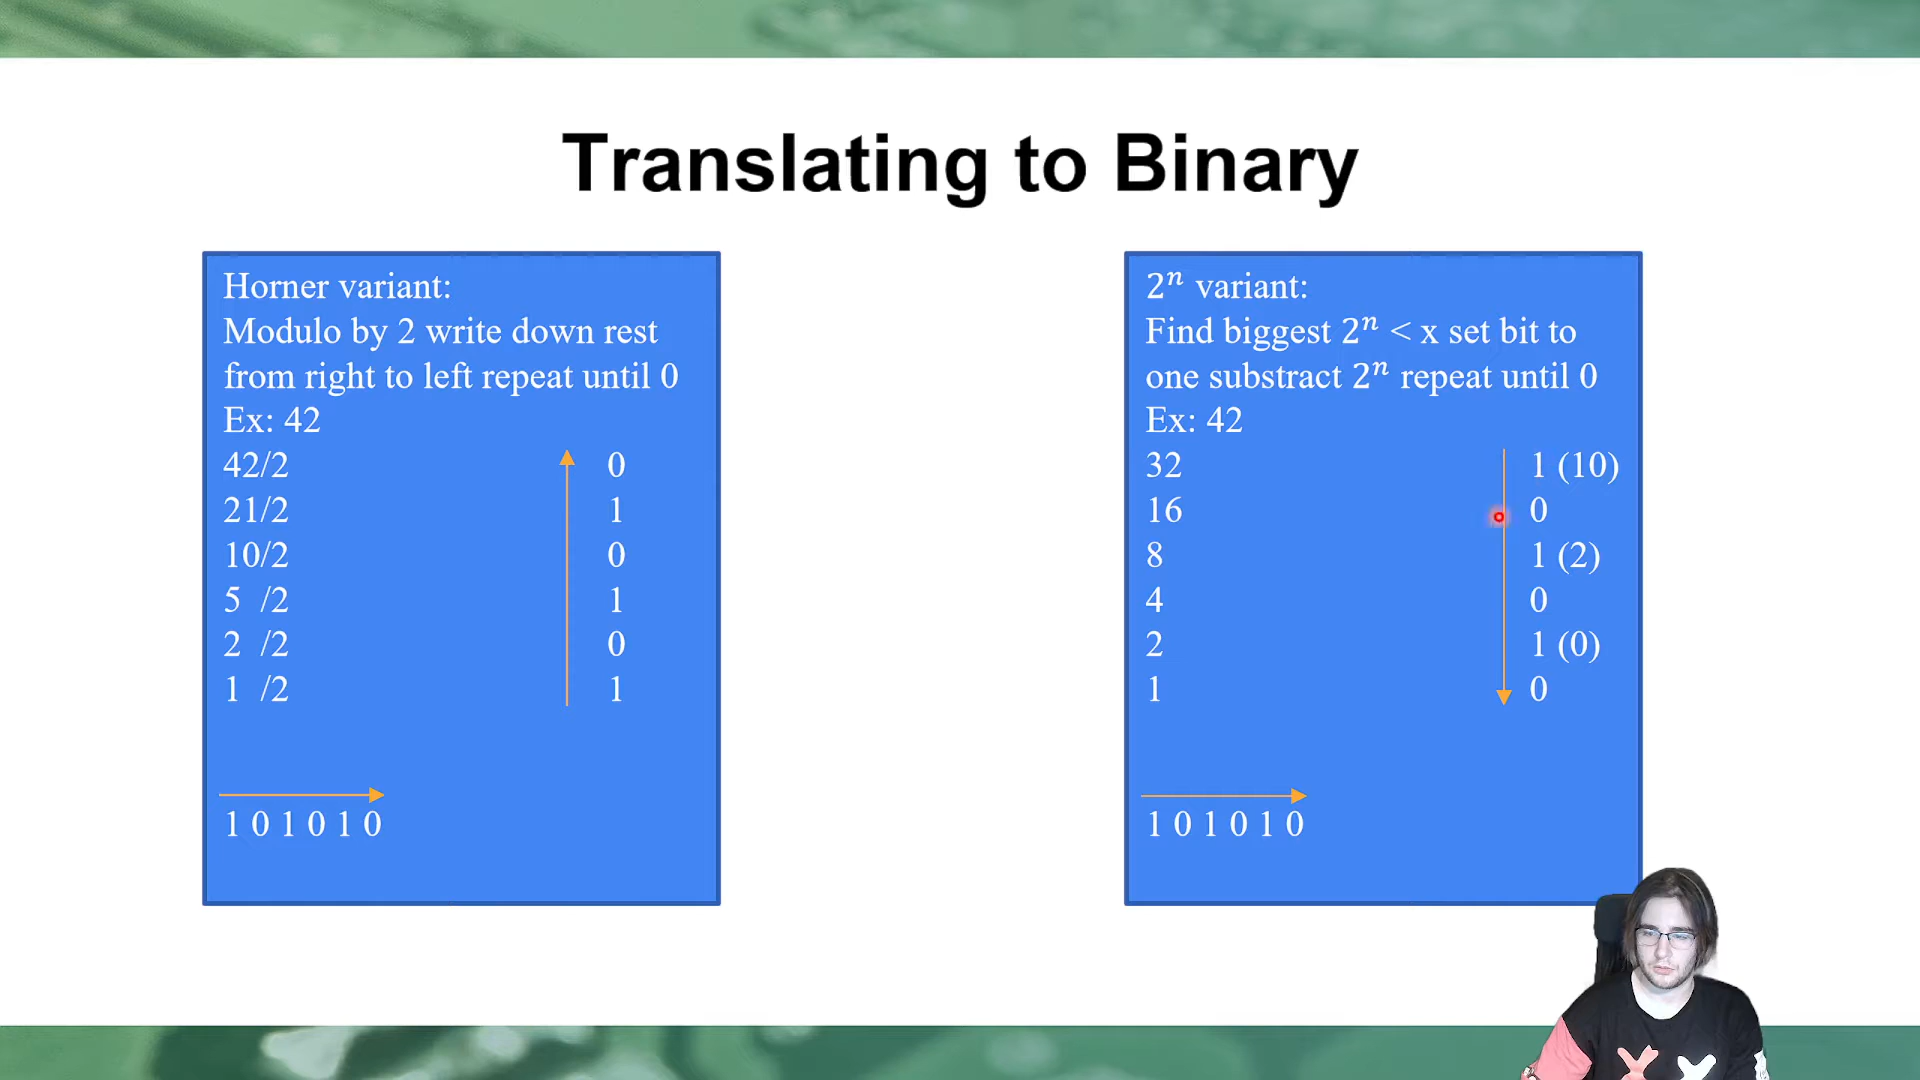 Translating to Binary
Horner variant:
Modulo by 2 write down rest
from right to left repeat until 0
Ex: 42
42/2 0
21/2 1
10/2 0
5 /2 1
2 /2 0
1 /2 1
1 0 1 0 1 0
2ⁿ variant:
Find biggest 2ⁿ < x set bit to
one substract 2ⁿ repeat until 0
Ex: 42
32 1 (10)
16 0
8 1 (2)
4 0
2 1 (0)
1 0
1 0 1 0 1 0